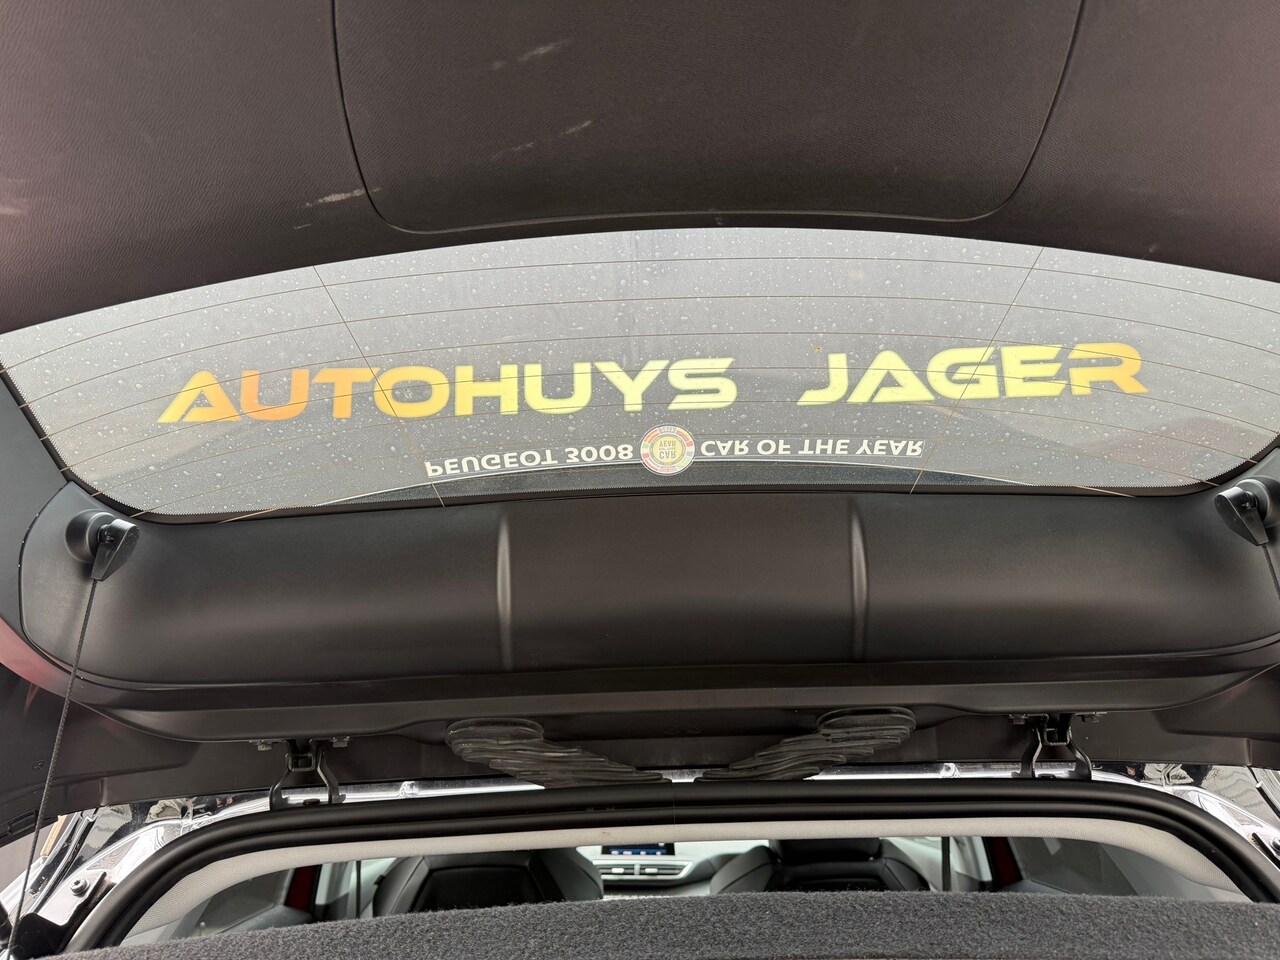 AUTOHUYS JAGER
PEUGEOT 3008 CAR OF THE YEAR